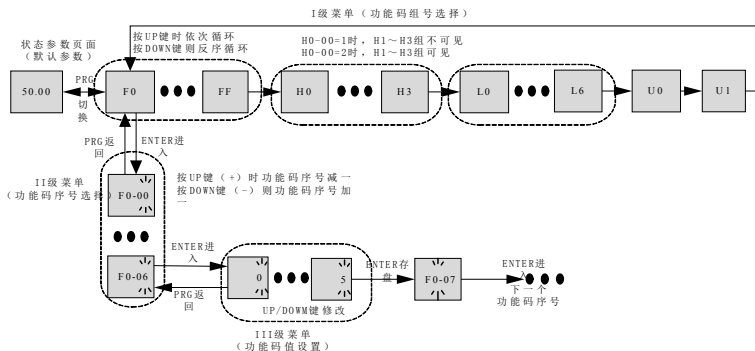 I级菜单（功能码组号选择）
状态参数页面
（默认参数）
按UP键时依次循环
按DOWN键则反序循环
H0-00=1时，H1～H3组不可见
H0-00=2时，H1～H3组可见
50.00
PRG
切
换
F0
FF
H0
H3
L0
L6
U0
U1
PRG返
回
ENTER进
入
II级菜单
（功能码序号选择）
F0-00
按UP键（+）时功能码序号减一
按DOWN键（-）则功能码序号加
一
F0-06
ENTER进
入
PRG返
回
0
5
UP/DOWM键修改
ENTER存
盘
F0-07
ENTER进
入
下一个
功能码序号
III级菜单
（功能码值设置）